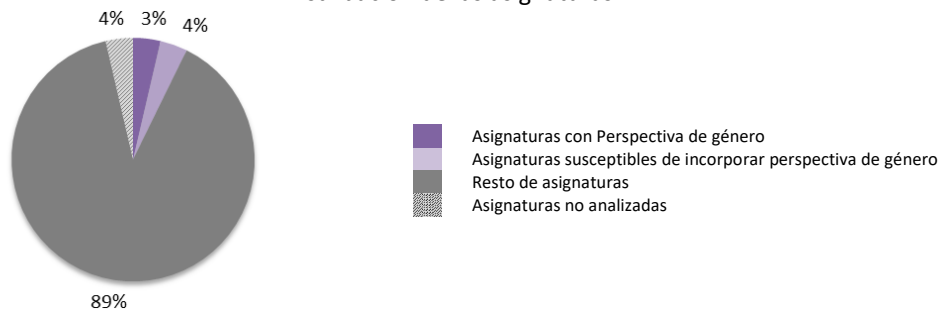 4% 3% 4%
89%
Asignaturas con Perspectiva de género
Asignaturas susceptibles de incorporar perspectiva de género
Resto de asignaturas
Asignaturas no analizadas